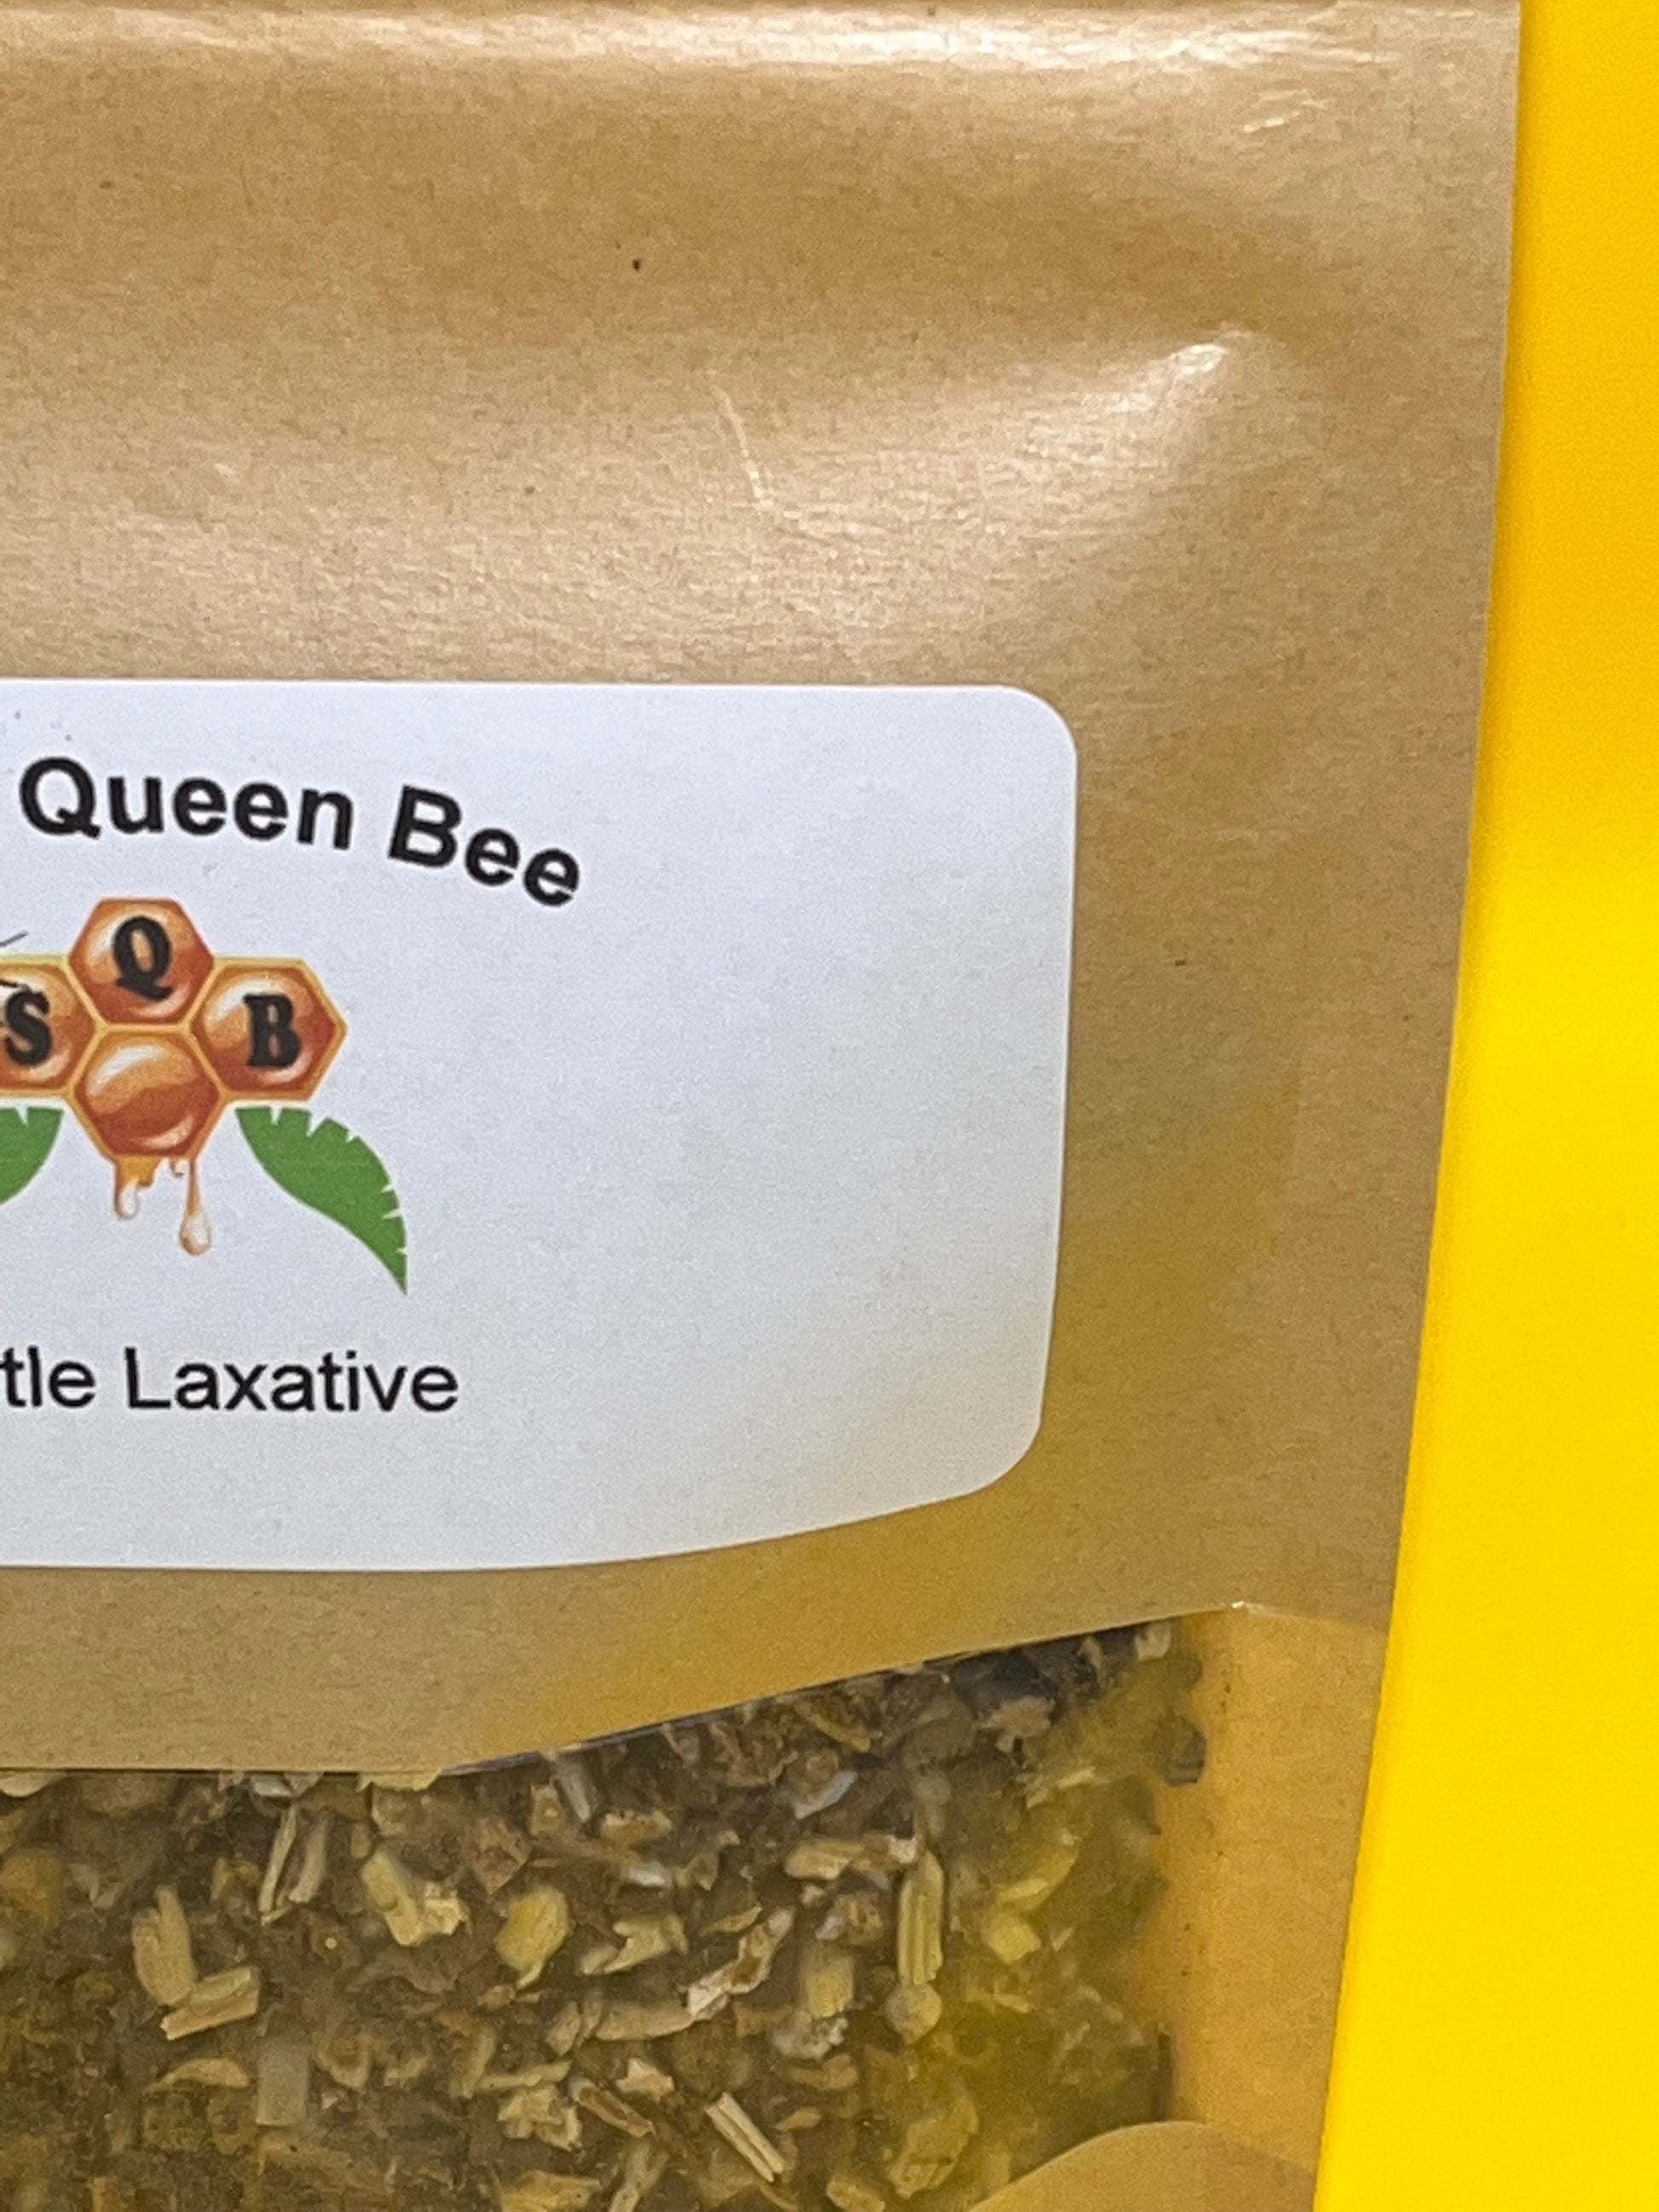 Queen Bee
Q
S B
tle Laxative